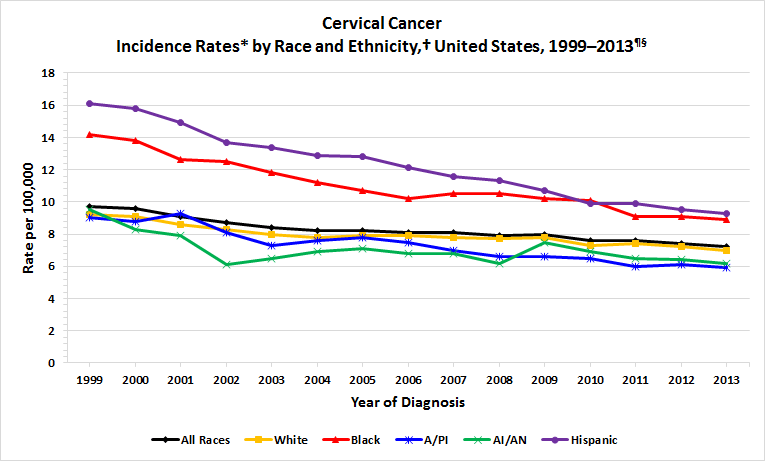 Cervical Cancer
Incidence Rates* by Race and Ethnicity,† United States, 1999–2013¶§
18
16
14
12
10
8
6
4
2
0
Rate per 100,000
1999 2000 2001 2002 2003 2004 2005 2006 2007 2008 2009 2010 2011 2012 2013
Year of Diagnosis
All Races White Black A/PI AI/AN Hispanic